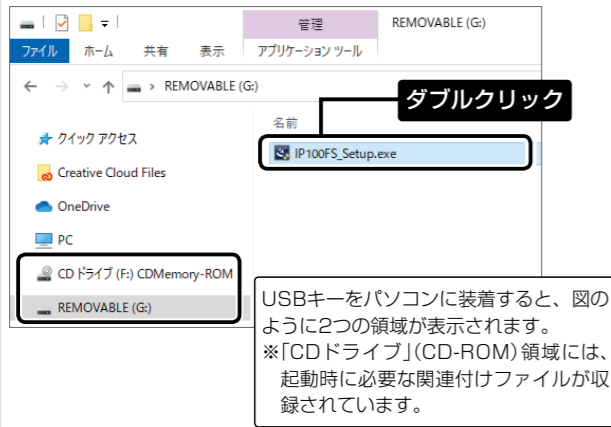 管理
REMOVABLE (G:)
ファイル
ホーム
共有
表示
アプリケーション ツール
REMOVABLE (G:)
ダブルクリック
名前
クイック アクセス
IP100FS_Setup.exe
Creative Cloud Files
OneDrive
PC
CD ドライブ (F:) CDMemory-ROM
REMOVABLE (G:)
USBキーをパソコンに装着すると、図の
ように2つの領域が表示されます。
※「CDドライブ」(CD-ROM)領域には、
起動時に必要な関連付けファイルが収
録されています。